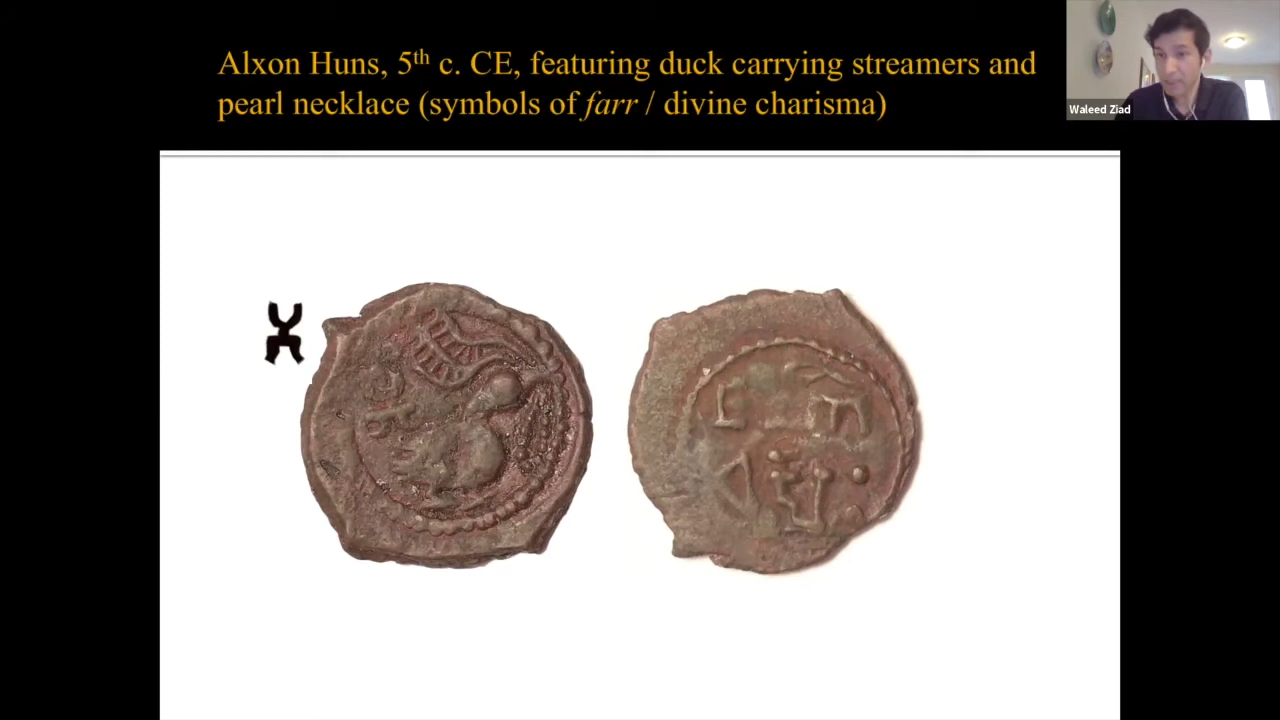 Alxon Huns, 5th c. CE, featuring duck carrying streamers and
pearl necklace (symbols of farr / divine charisma)
Waleed Ziad